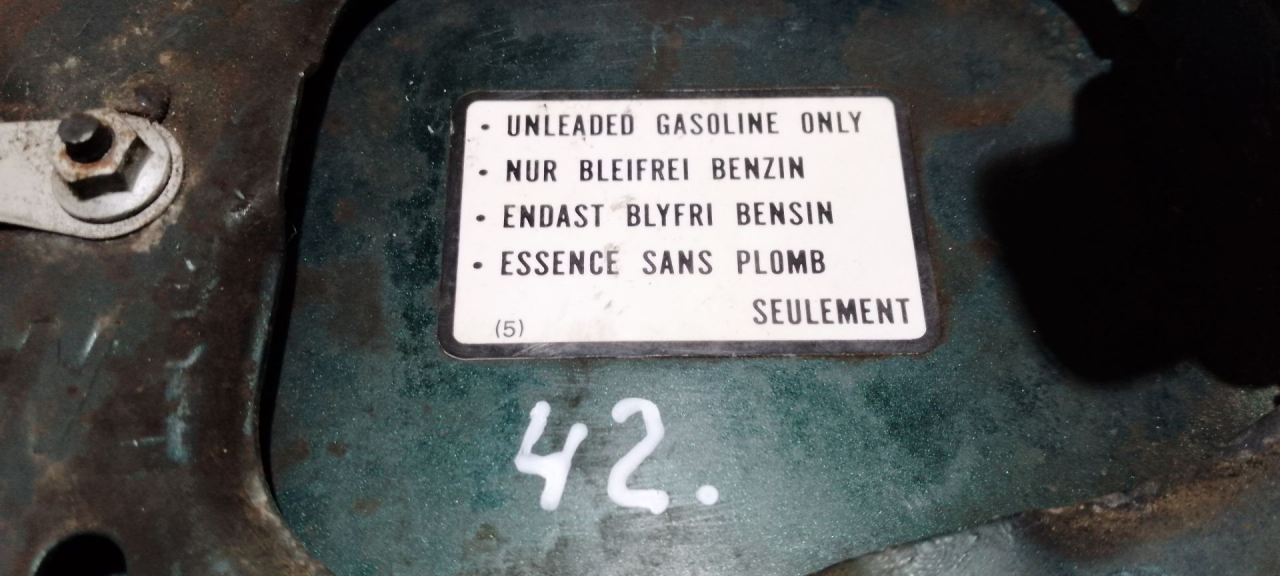 · UNLEADED GASOLINE ONLY
· NUR BLEIFREI BENZIN
· ENDAST BLYFRI BENSIN
· ESSENCE SANS PLOMB
SEULEMENT
(5)
42.